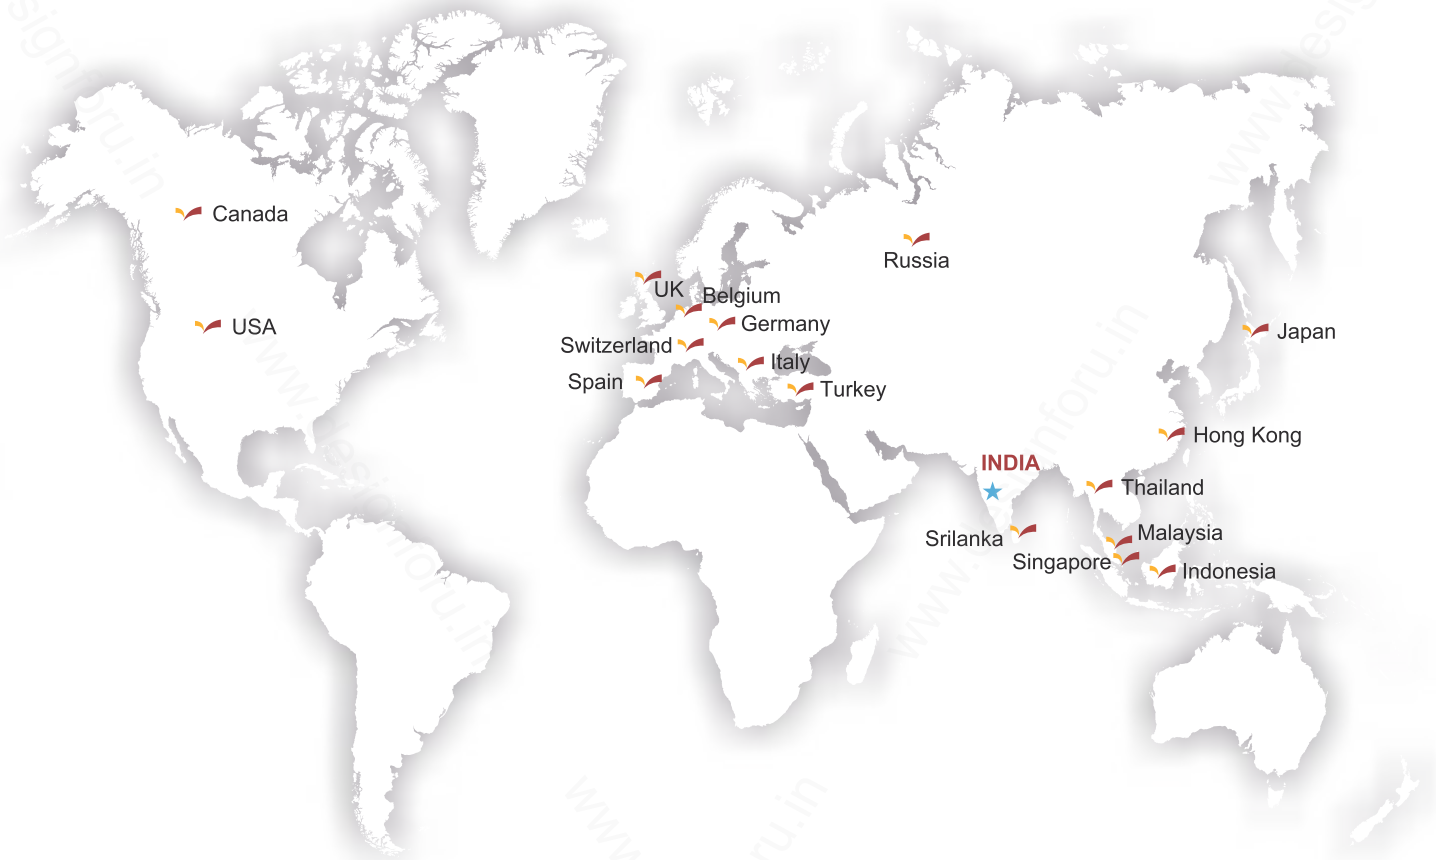 Canada
Russia
UK
Belgium
USA
Germany
Japan
Switzerland
Italy
Spain
Turkey
Hong Kong
INDIA
Thailand
Malaysia
Srilanka
Singapore
Indonesia